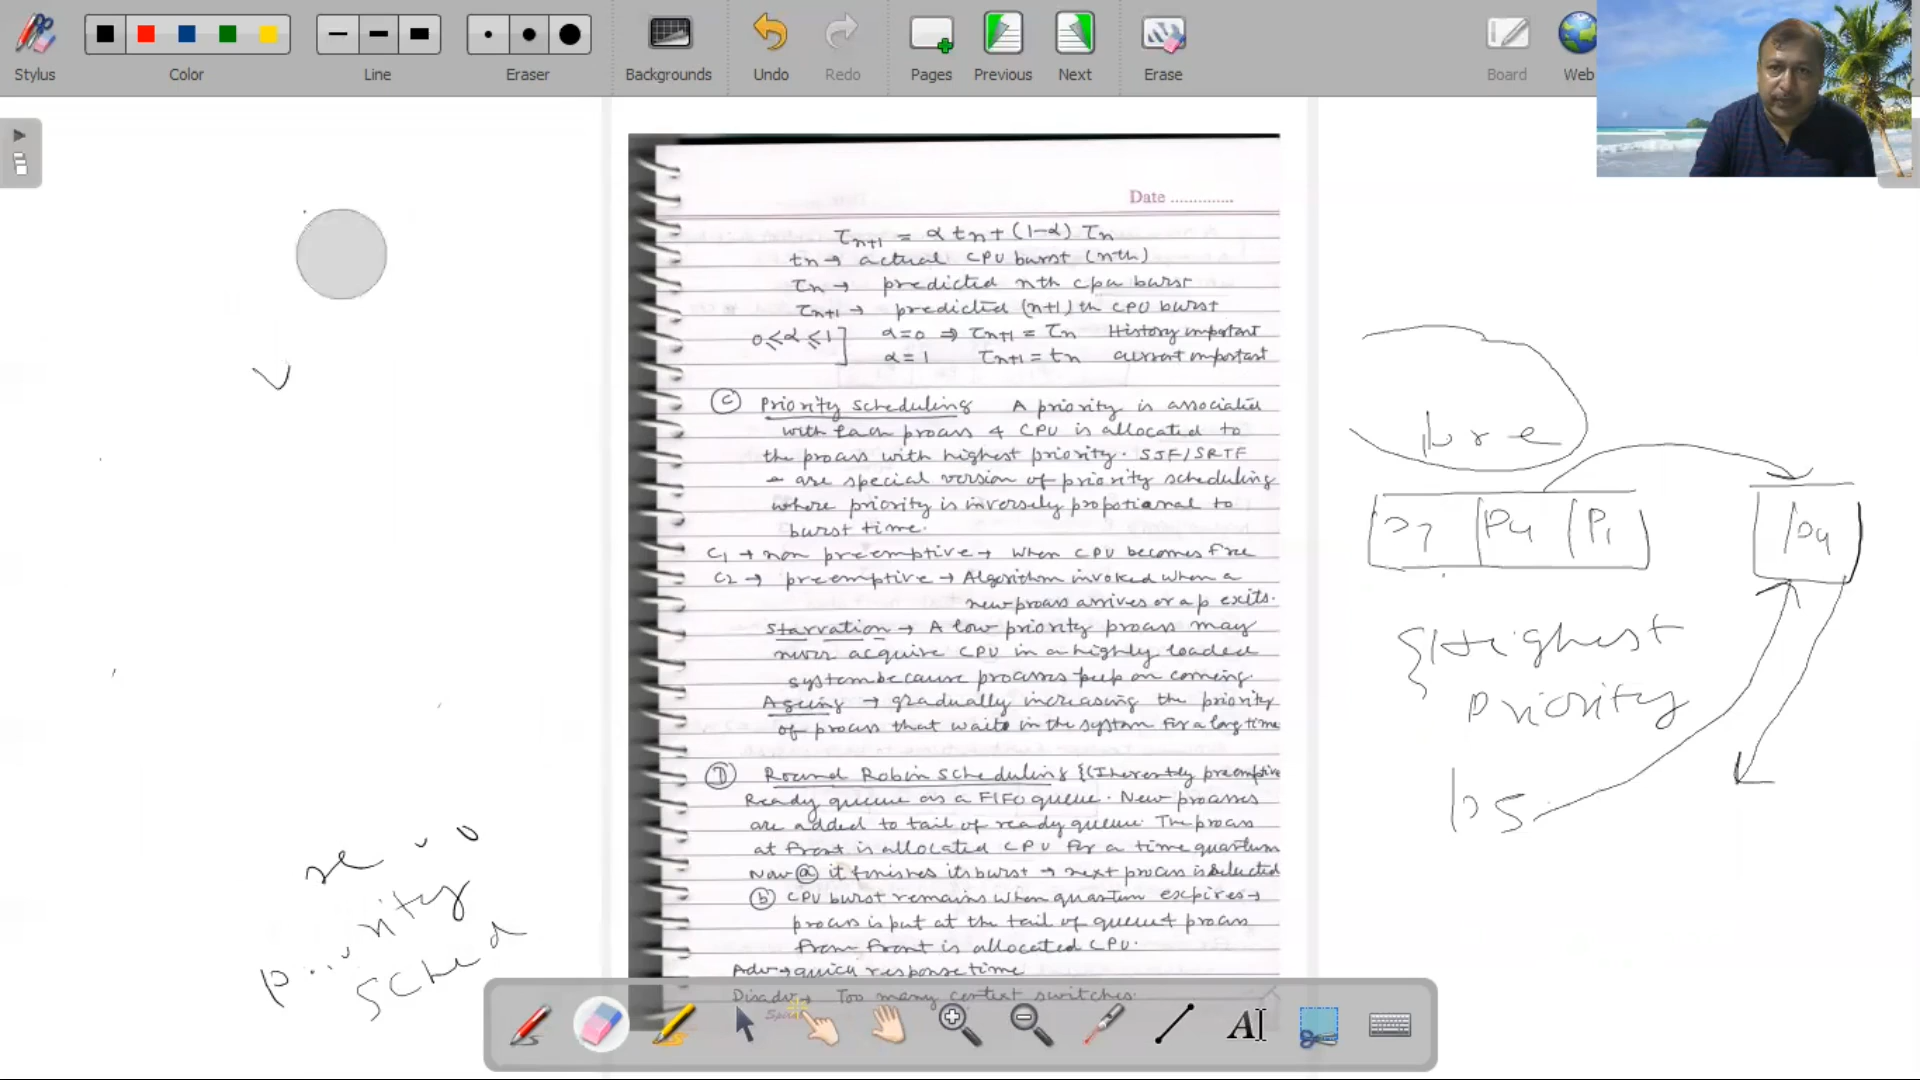 Stylus
Color
Line
Eraser
Backgrounds
Undo
Redo
Pages
Previous
Next
Erase
Board
Web
Date ..............
τn+1 = α tn + (1-α) τn
tn → actual CPU burst (nth)
τn → predicted nth cpu burst
τn+1 → predicted (n+1) th CPU burst
0≤α≤1] α=0 ⇒ τn+1 = τn History important
α=1 τn+1 = tn current important
Ⓒ Priority scheduling A priority is associated
with each process & CPU is allocated to
the process with highest priority. SJF/SRTF
are special version of priority scheduling
where priority is inversely propotional to
burst time.
C1 → non preemptive → when CPU becomes free
C2 → preemptive → Algorithm invoked when a
new process arrives or a p exits.
Starvation → A low priority process may
never acquire CPU in a highly loaded
system because processes keep on coming.
Ageing → gradually increasing the priority
of process that waits in the system for a long time
Ⓓ Round Robin scheduling {(Inherently preemptive
Ready queue as a FIFO queue. New processes
are added to tail of ready queue. The process
at front is allocated CPU for a time quantum
Now ⓐ it finishes its burst → next process is selected
ⓑ CPU burst remains when quantum expires →
process is put at the tail of queue & process
from front is allocated CPU.
Adv → quick response time
Disadv → Too many context switches.
pre
P4 P1
P4
{Highest
Priority
P5
Sched